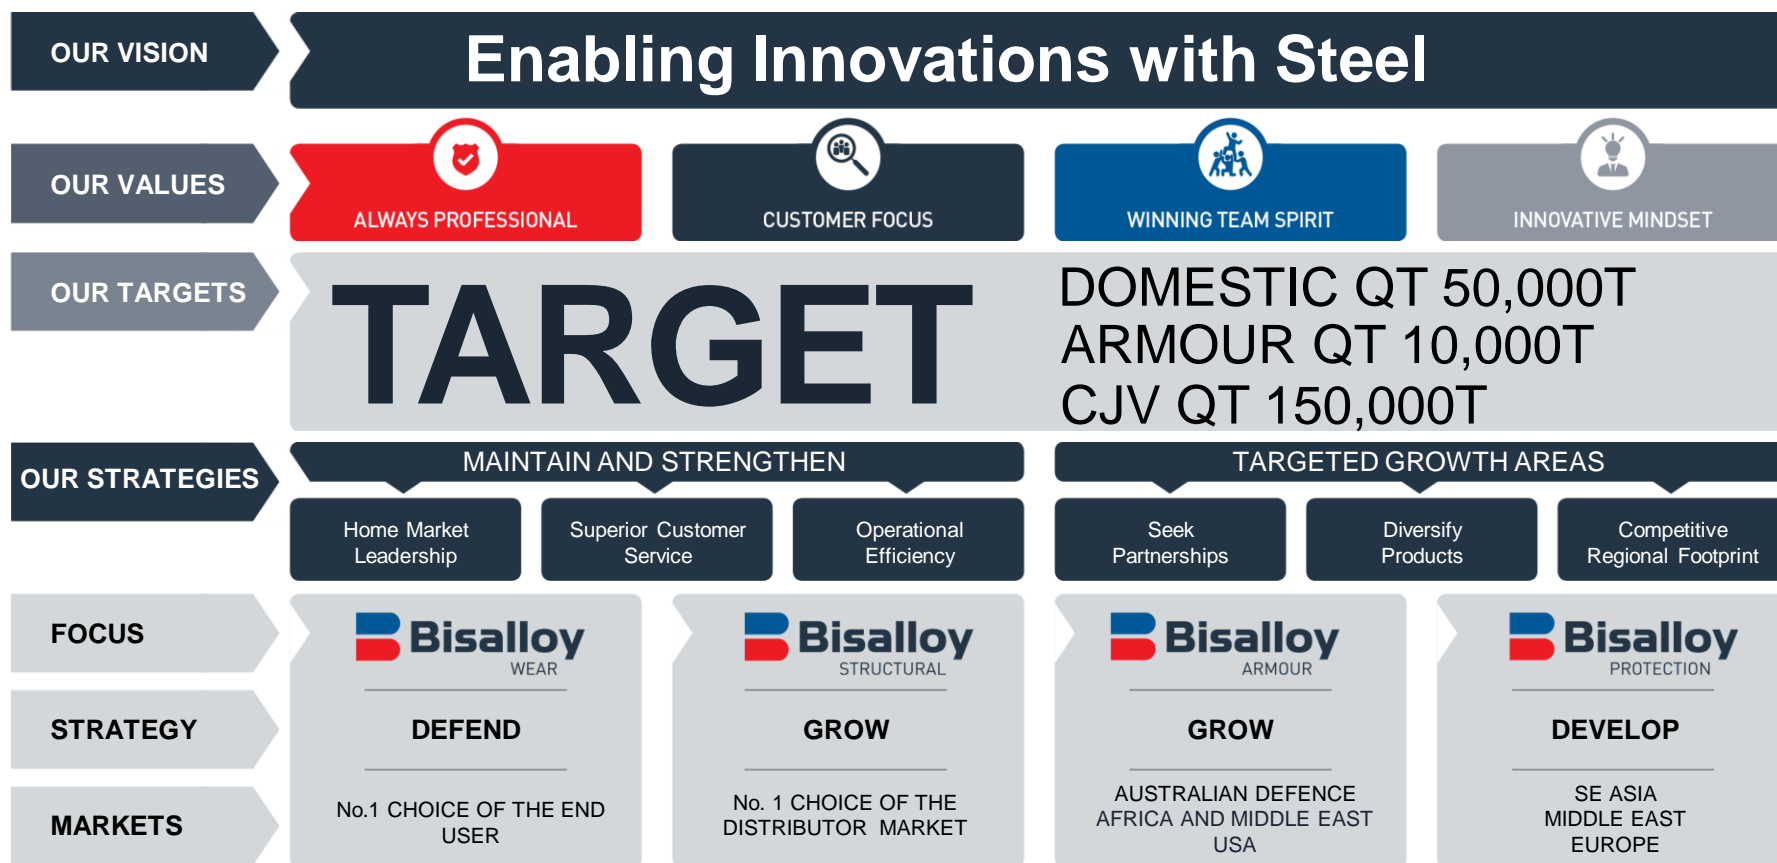 OUR VISION
Enabling Innovations with Steel
OUR VALUES
ALWAYS PROFESSIONAL
CUSTOMER FOCUS
WINNING TEAM SPIRIT
INNOVATIVE MINDSET
OUR TARGETS
TARGET
DOMESTIC QT 50,000T
ARMOUR QT 10,000T
CJV QT 150,000T
OUR STRATEGIES
MAINTAIN AND STRENGTHEN
TARGETED GROWTH AREAS
Home Market
Leadership
Superior Customer
Service
Operational
Efficiency
Seek
Partnerships
Diversify
Products
Competitive
Regional Footprint
FOCUS
Bisalloy
WEAR
Bisalloy
STRUCTURAL
Bisalloy
ARMOUR
Bisalloy
PROTECTION
STRATEGY
DEFEND
GROW
GROW
DEVELOP
MARKETS
No.1 CHOICE OF THE END
USER
No. 1 CHOICE OF THE
DISTRIBUTOR MARKET
AUSTRALIAN DEFENCE
AFRICA AND MIDDLE EAST
USA
SE ASIA
MIDDLE EAST
EUROPE